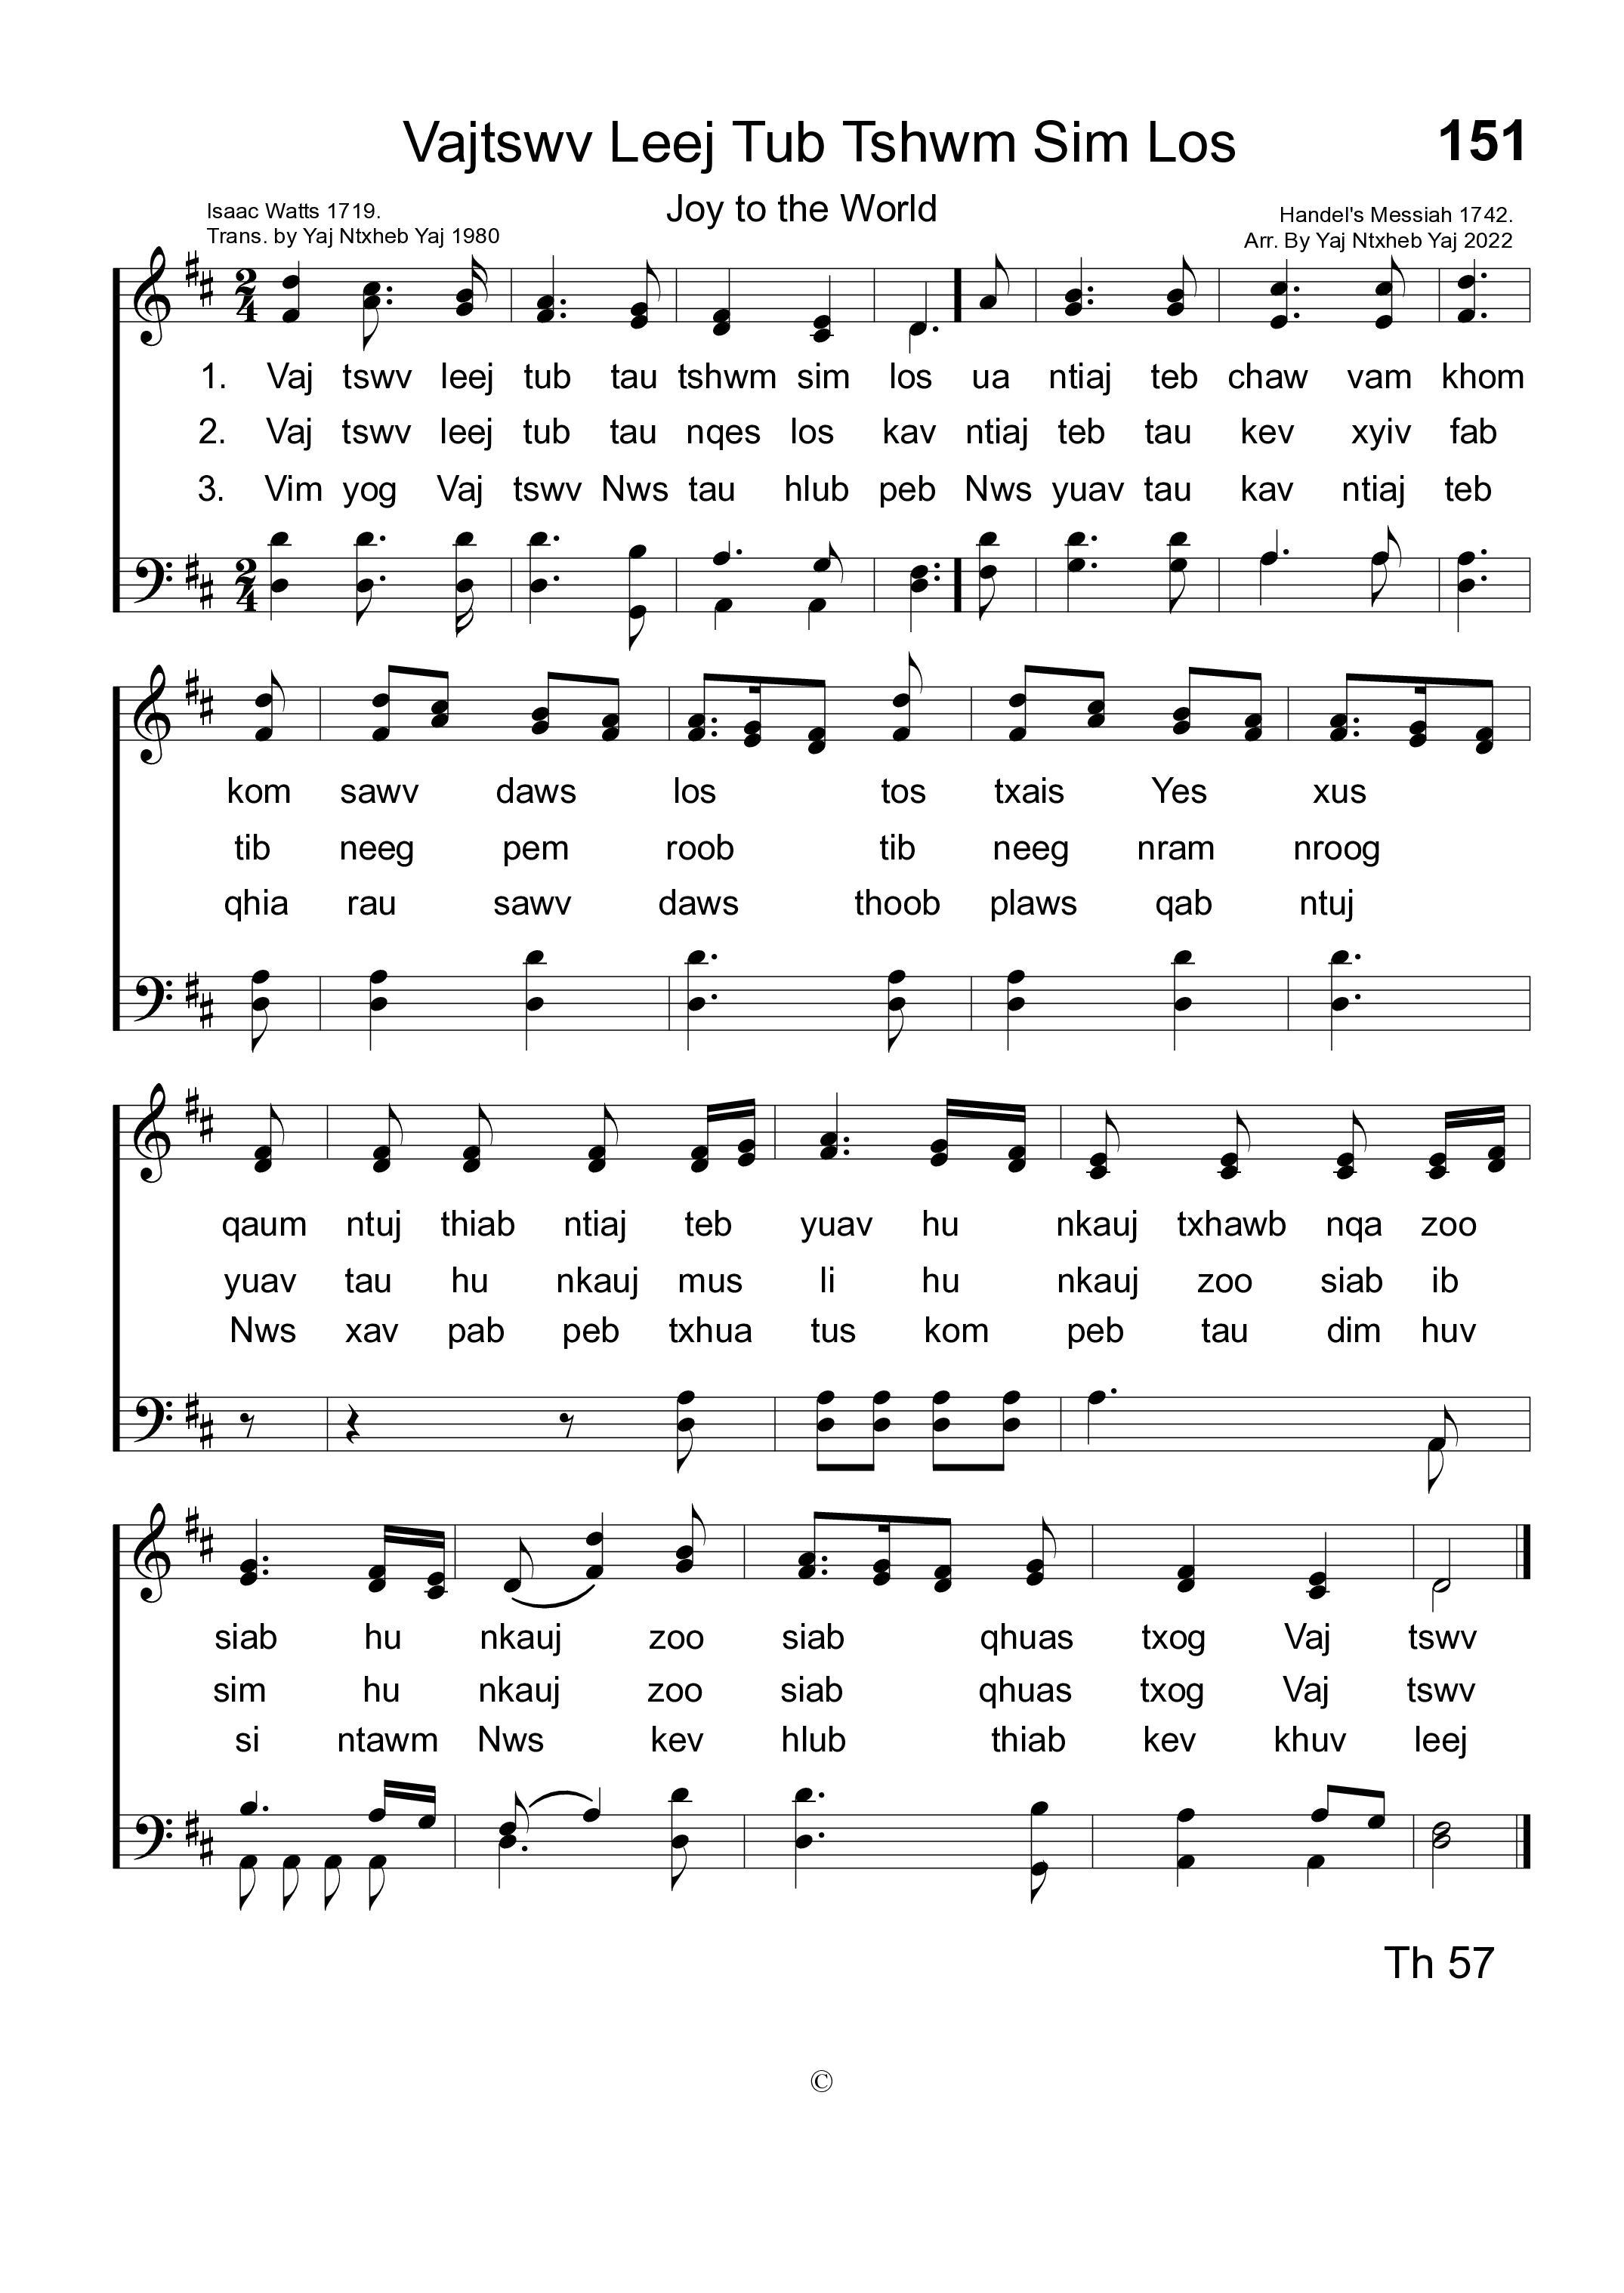 Vajtswv Leej Tub Tshwm Sim Los 151
Joy to the World
Isaac Watts 1719.
Trans. by Yaj Ntxheb Yaj 1980
Handel's Messiah 1742.
Arr. By Yaj Ntxheb Yaj 2022
2 4
1. Vaj tswv leej tub tau tshwm sim los ua ntiaj teb chaw vam khom
2. Vaj tswv leej tub tau nqes los kav ntiaj teb tau kev xyiv fab
3. Vim yog Vaj tswv Nws tau hlub peb Nws yuav tau kav ntiaj teb
2 4
kom sawv daws los tos txais Yes xus
tib neeg pem roob tib neeg nram nroog
qhia rau sawv daws thoob plaws qab ntuj
qaum ntuj thiab ntiaj teb yuav hu nkauj txhawb nqa zoo
yuav tau hu nkauj mus li hu nkauj zoo siab ib
Nws xav pab peb txhua tus kom peb tau dim huv
siab hu nkauj zoo siab qhuas txog Vaj tswv
sim hu nkauj zoo siab qhuas txog Vaj tswv
si ntawm Nws kev hlub thiab kev khuv leej
Th 57
©